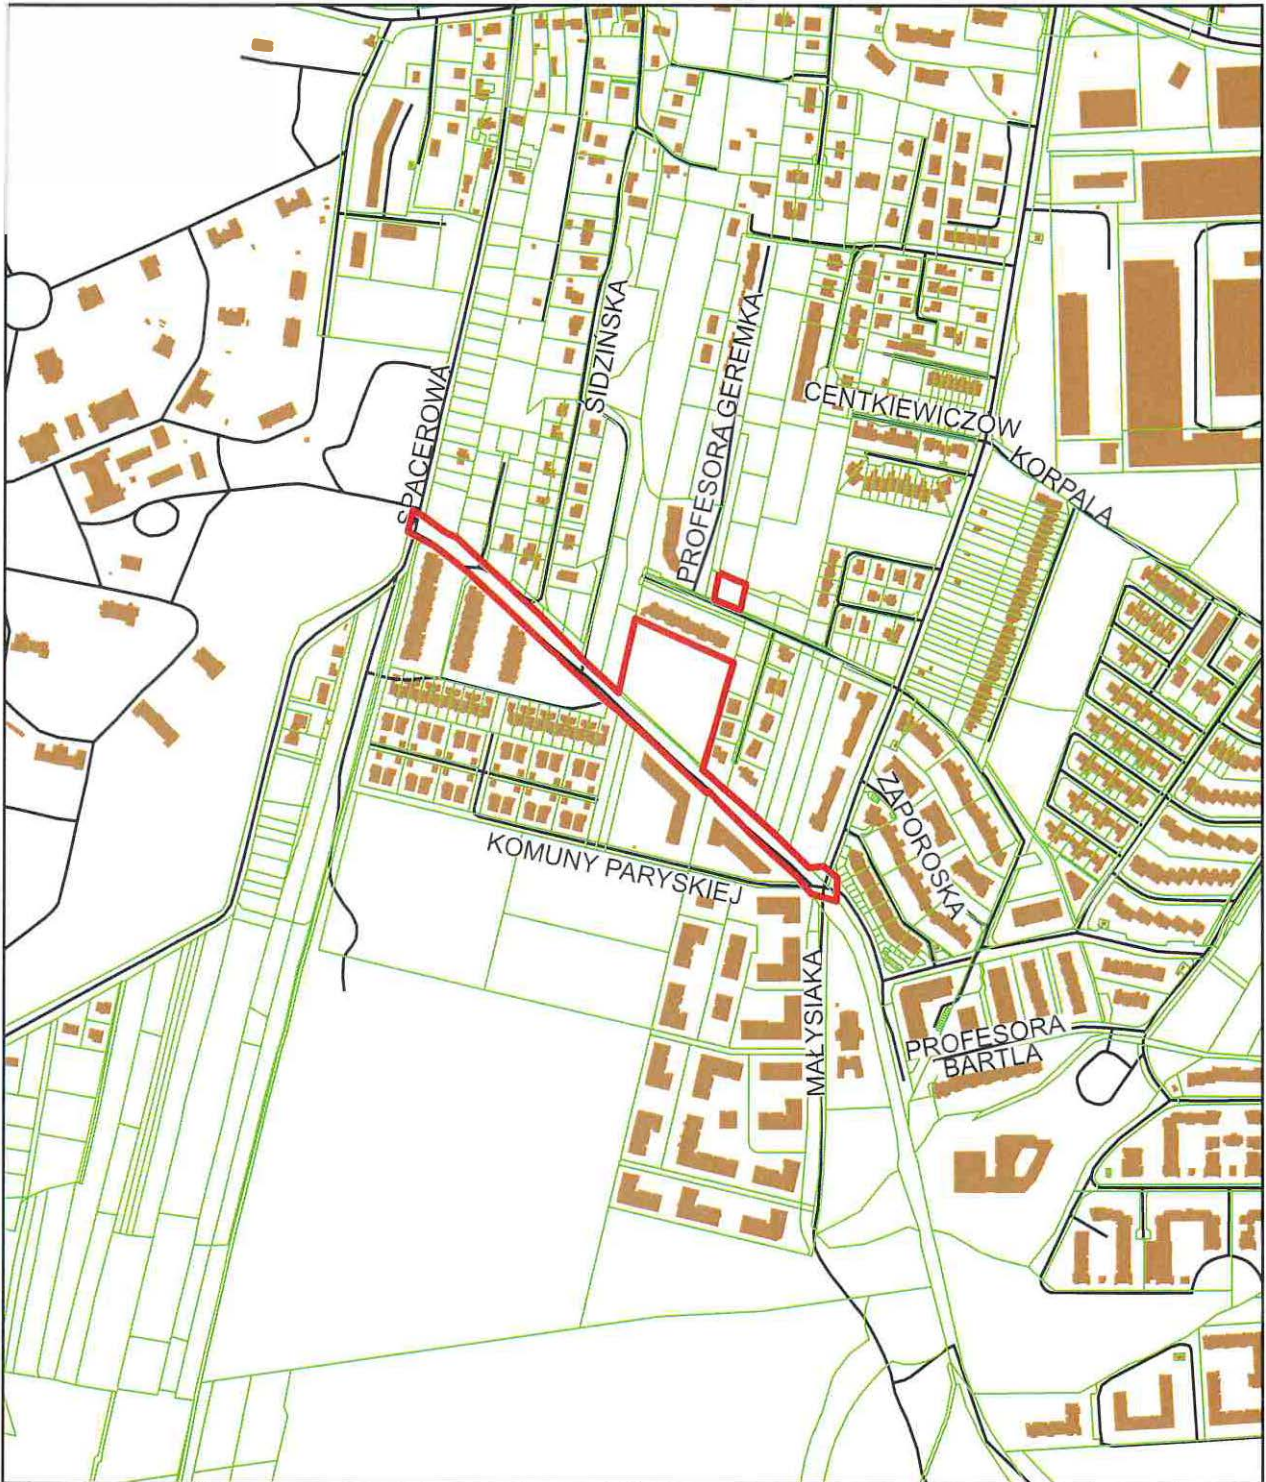 SIDZIŃSKA
SPACEROWA
PROFESORA GEREMKA
CENTKIEWICZÓW
KORPALA
ZAPOROSKA
KOMUNY PARYSKIEJ
MAŁYSIAKA
PROFESORA
BARTLA